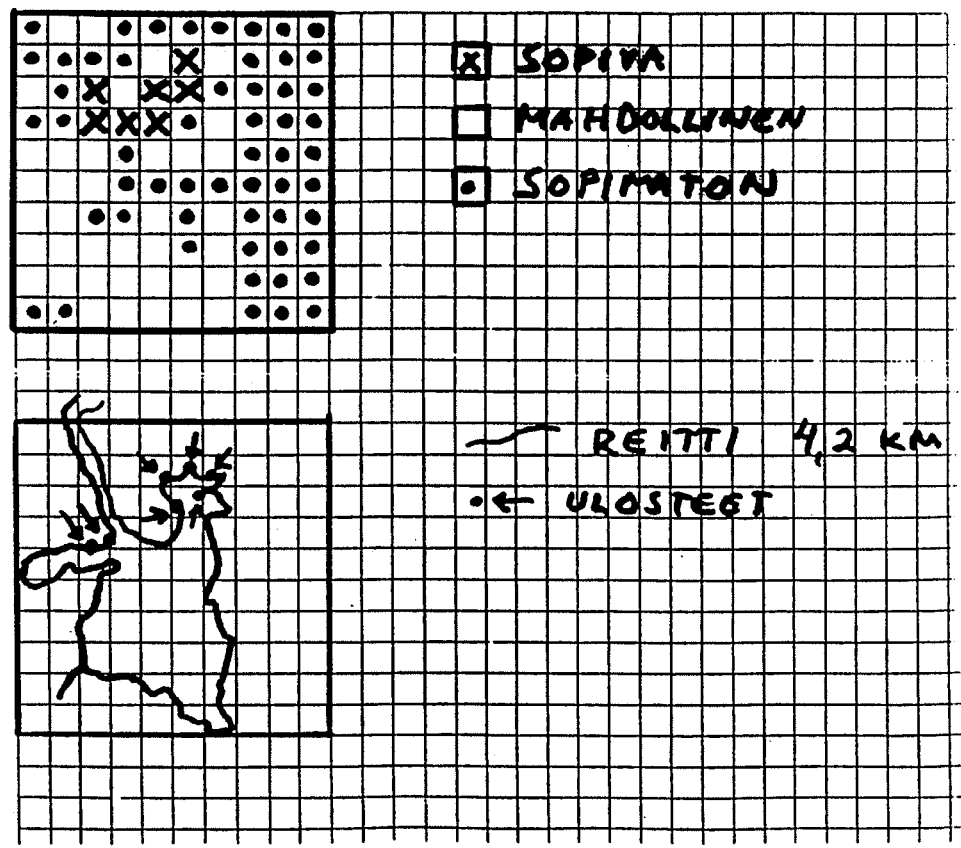 X SOPIVA
MAHDOLLINEN
SOPIMATON
REITTI 4,2 KM
ULOSTEET